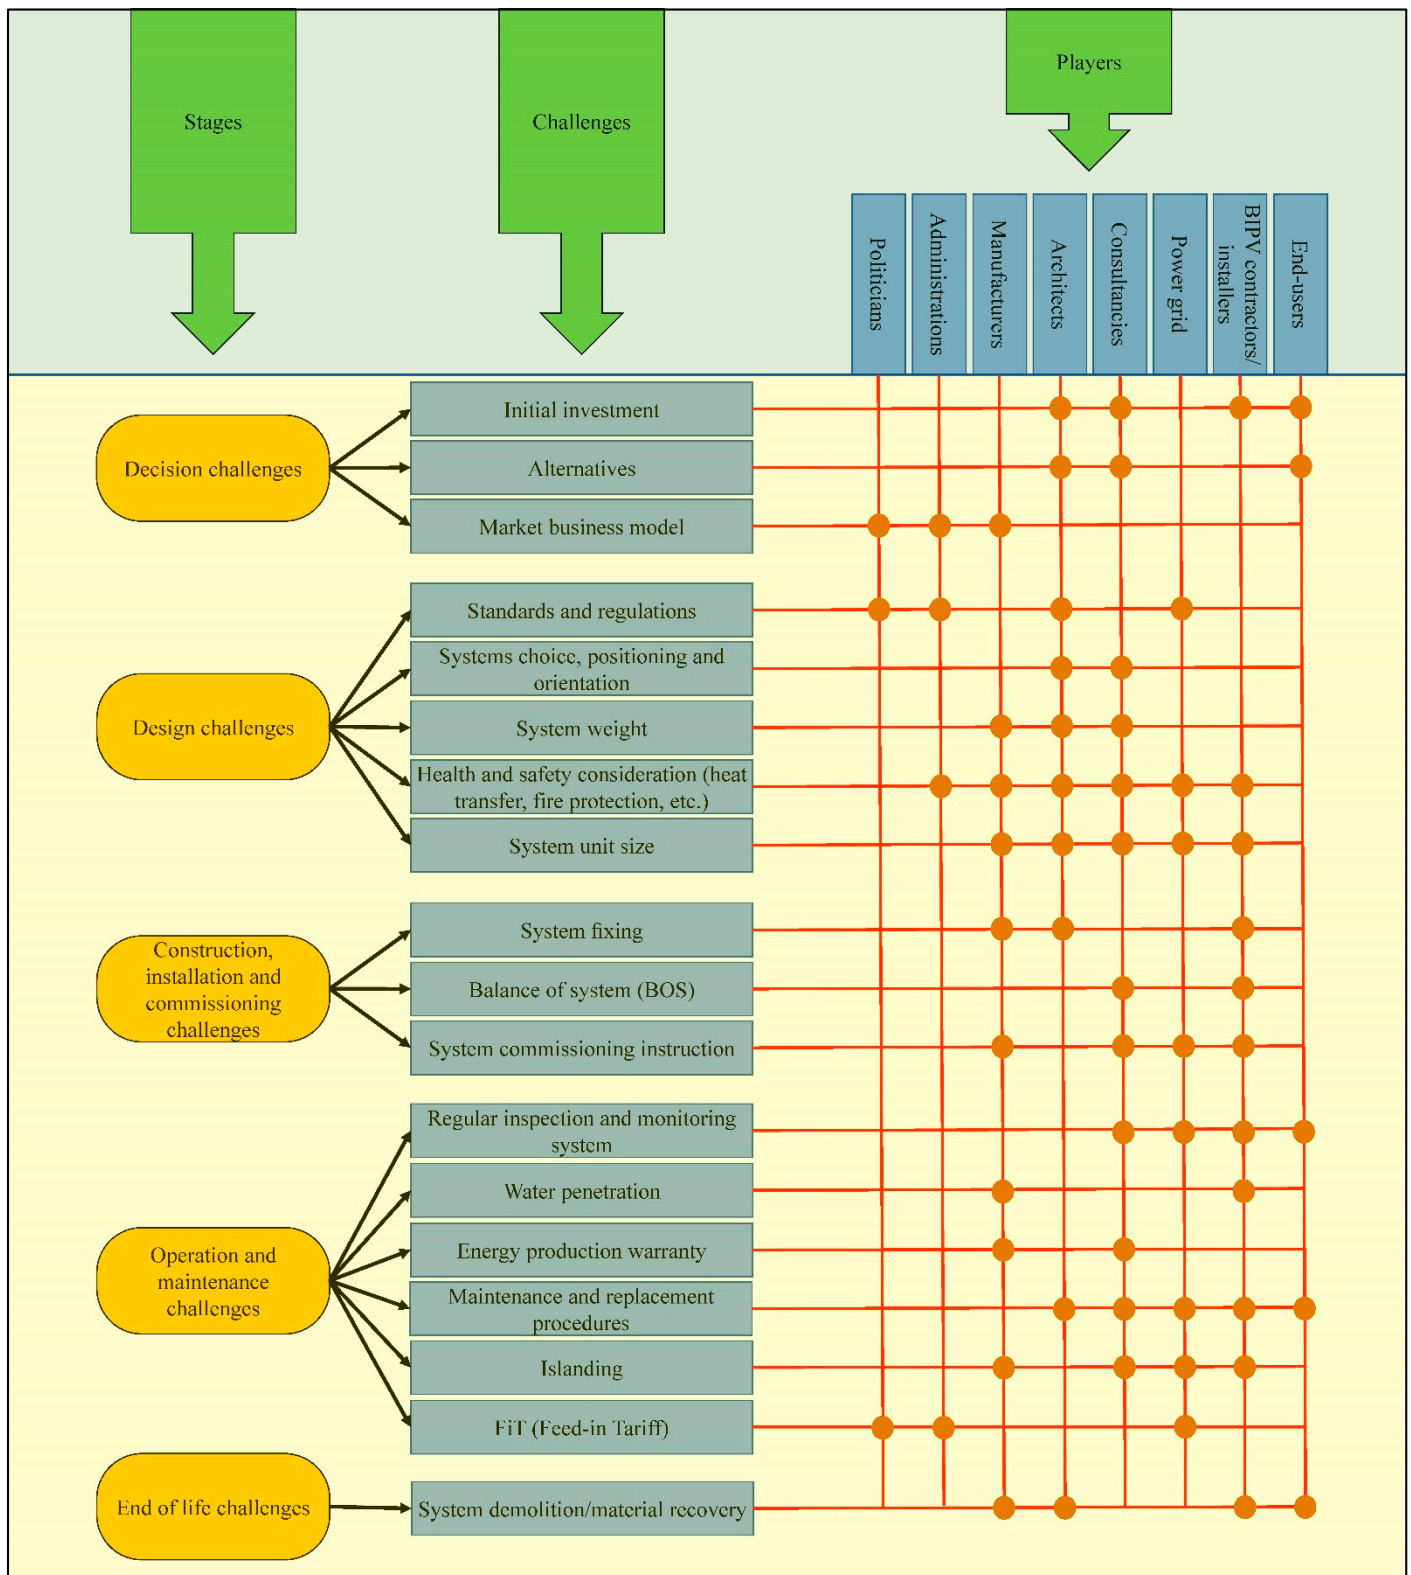 Stages
Challenges
Players
Politicians
Administrations
Manufacturers
Architects
Consultancies
Power grid
BIPV contractors/
installers
End-users
Decision challenges
Initial investment
Alternatives
Market business model
Design challenges
Standards and regulations
Systems choice, positioning and
orientation
System weight
Health and safety consideration (heat
transfer, fire protection, etc.)
System unit size
Construction,
installation and
commissioning
challenges
System fixing
Balance of system (BOS)
System commissioning instruction
Operation and
maintenance
challenges
Regular inspection and monitoring
system
Water penetration
Energy production warranty
Maintenance and replacement
procedures
Islanding
FiT (Feed-in Tariff)
End of life challenges
System demolition/material recovery